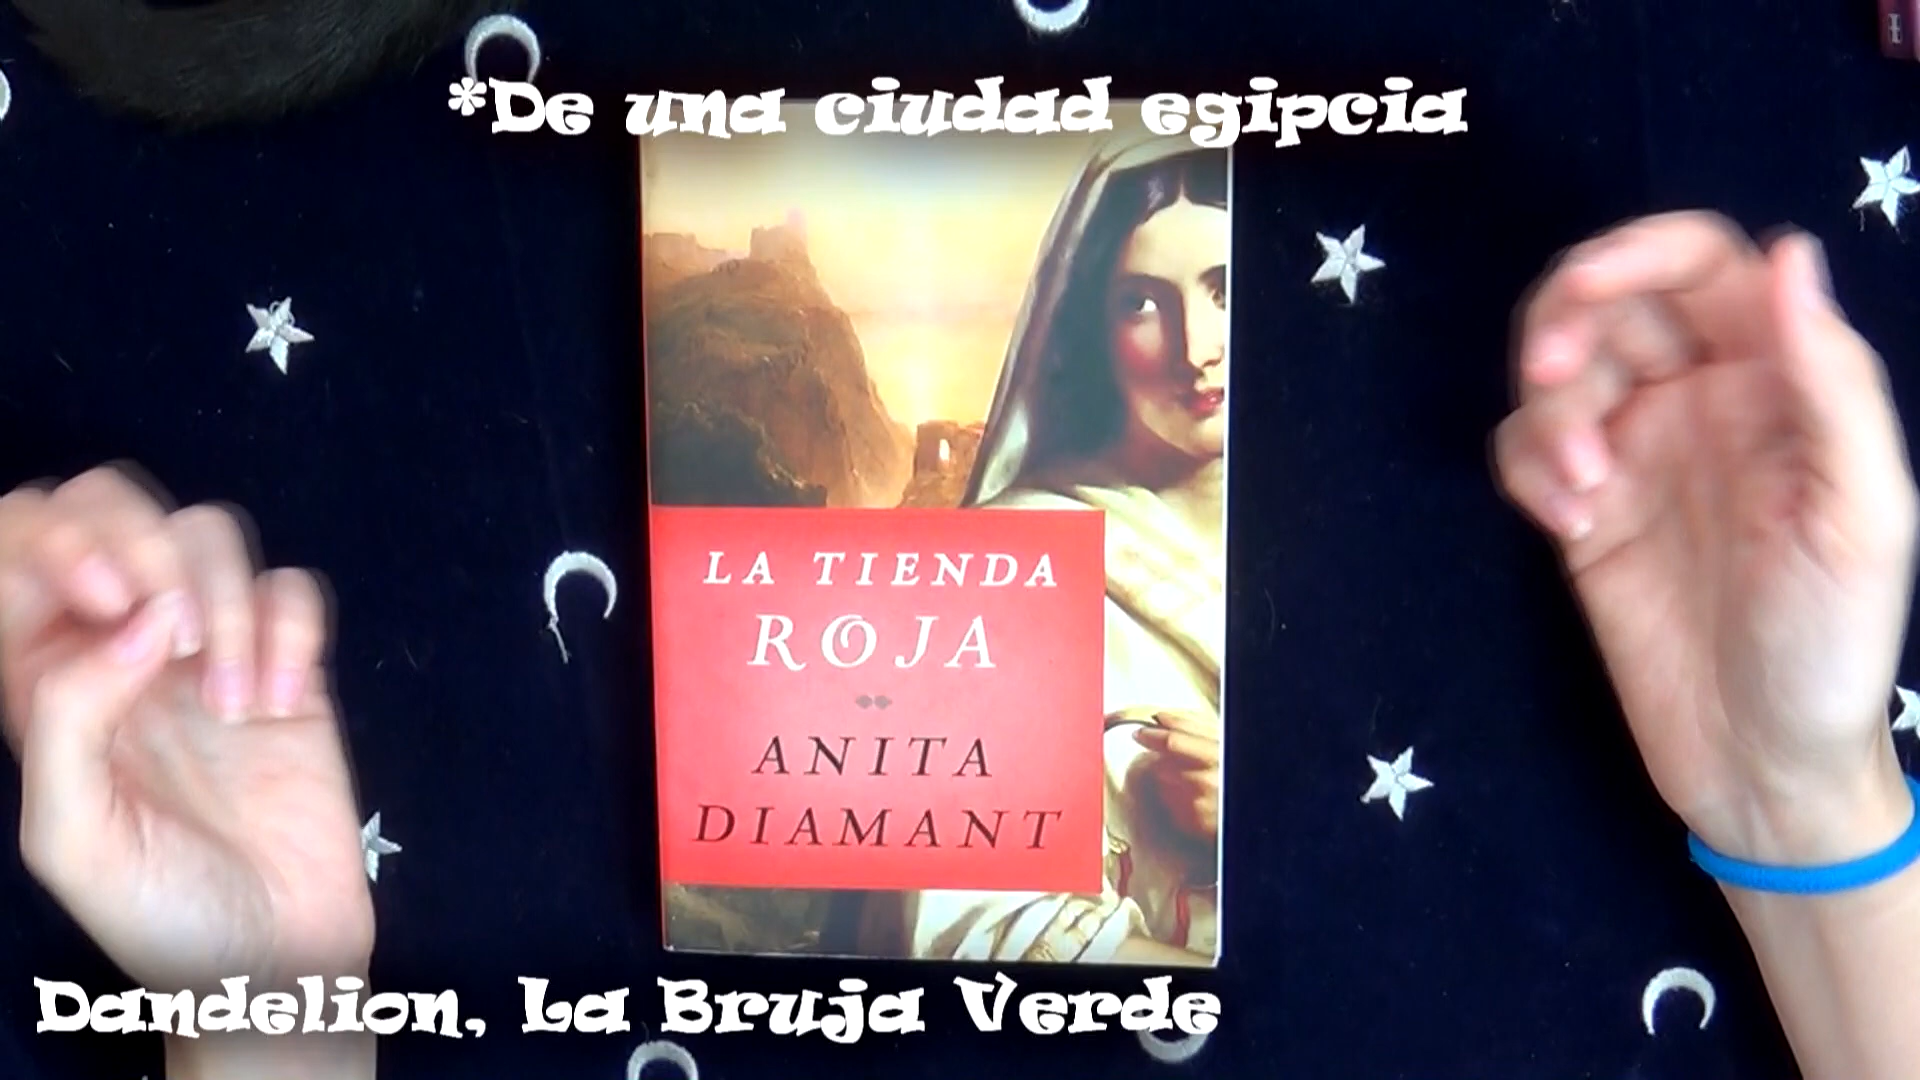 *De una ciudad egipcia
LA TIENDA
ROJA
ANITA
DIAMANT
Dandelion, La Bruja Verde